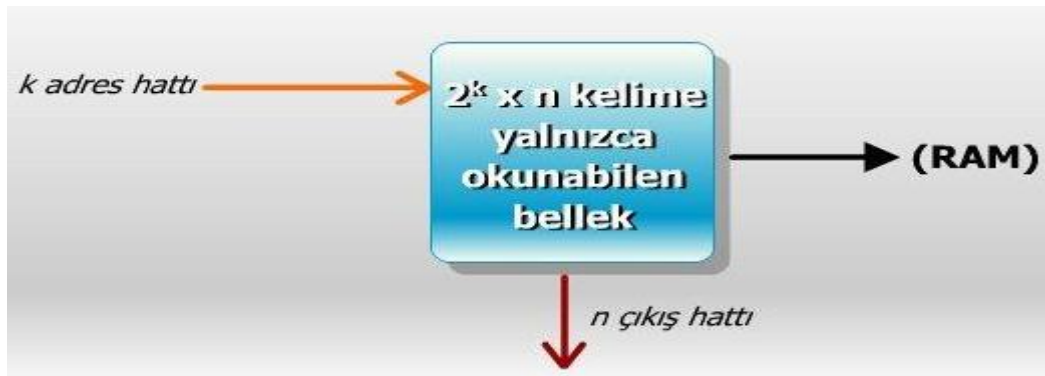 k adres hattı
2ᵏ x n kelime
yalnızca
okunabilen
bellek
(RAM)
n çıkış hattı